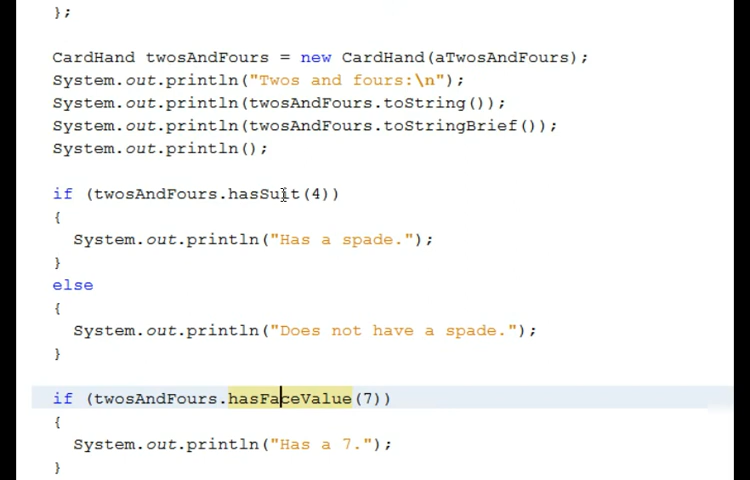 };
CardHand twosAndFours = new CardHand(aTwosAndFours);
System.out.println("Twos and fours:\n");
System.out.println(twosAndFours.toString());
System.out.println(twosAndFours.toStringBrief());
System.out.println();
if (twosAndFours.hasSuit(4))
{
System.out.println("Has a spade.");
}
else
{
System.out.println("Does not have a spade.");
}
if (twosAndFours.hasFaceValue(7))
{
System.out.println("Has a 7.");
}